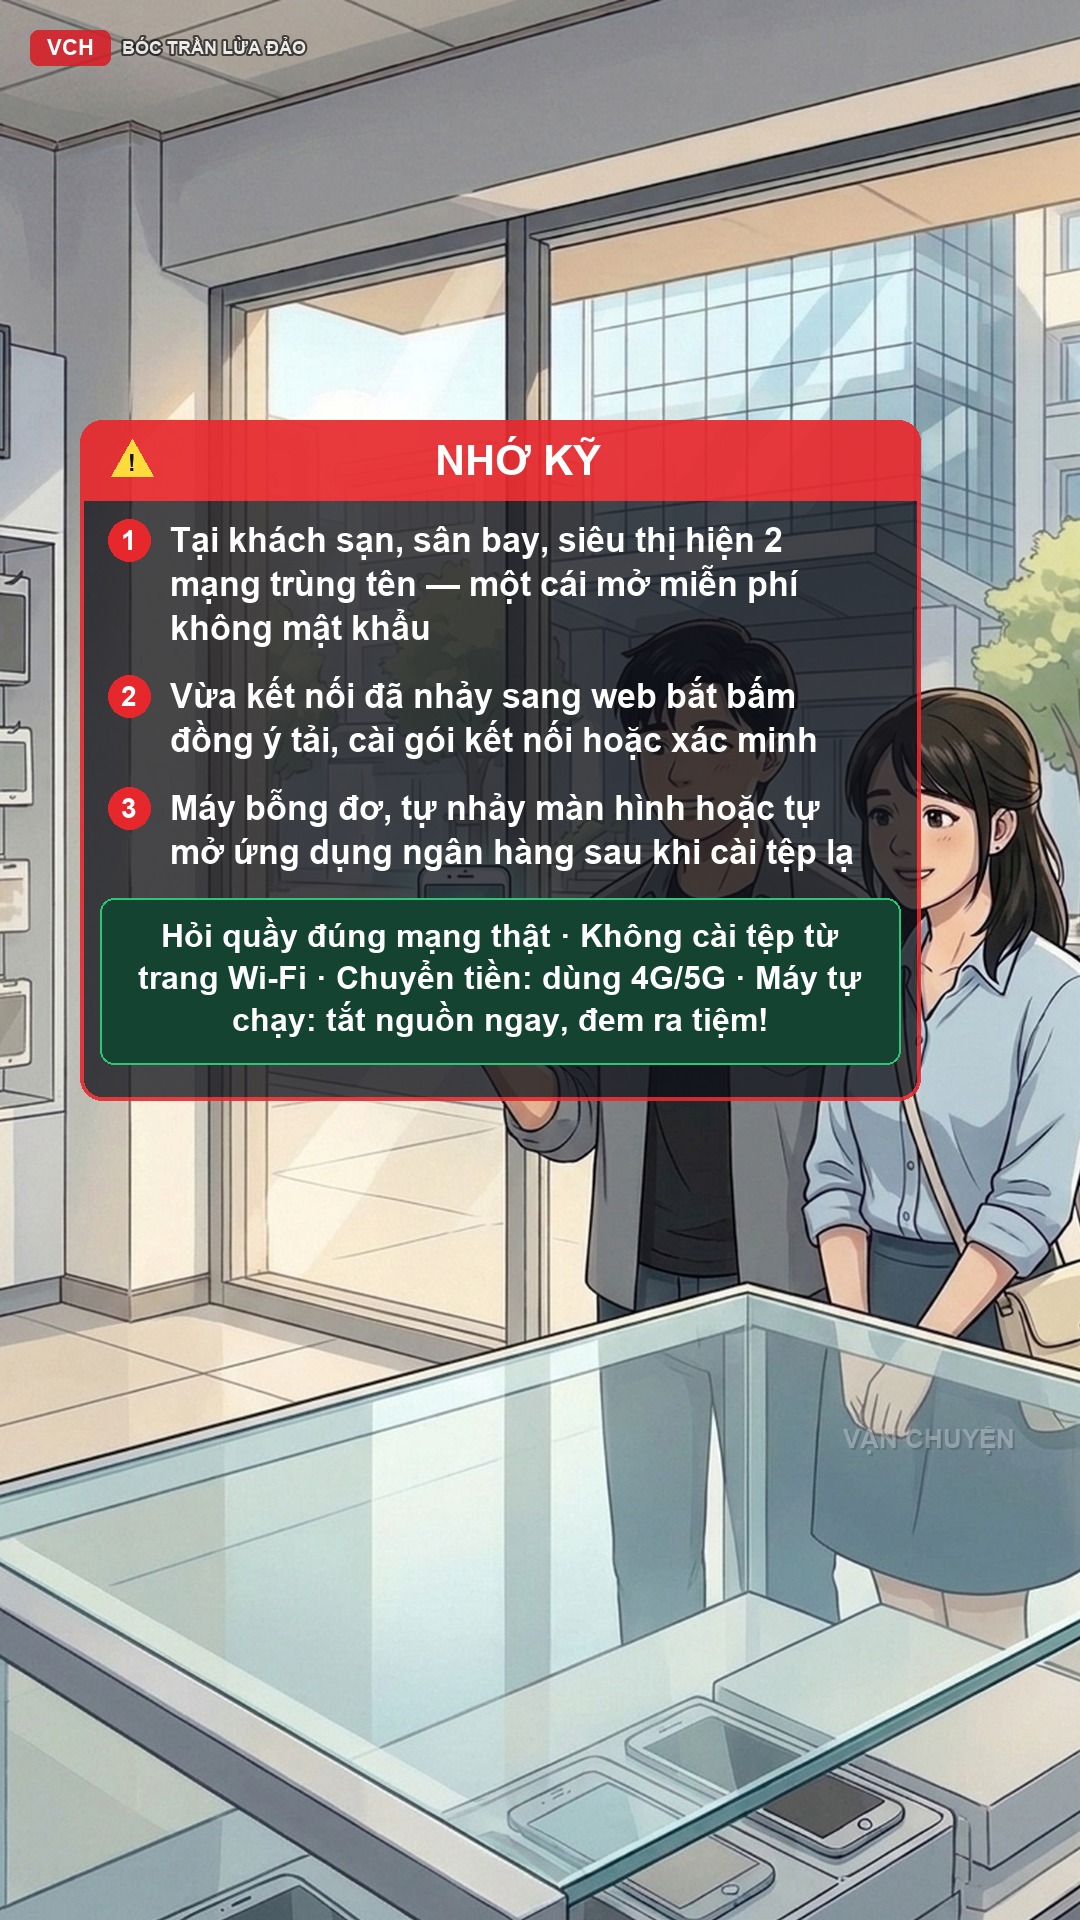 VCH BÓC TRẦN LỪA ĐẢO
! NHỚ KỸ
1 Tại khách sạn, sân bay, siêu thị hiện 2
mạng trùng tên — một cái mở miễn phí
không mật khẩu
2 Vừa kết nối đã nhảy sang web bắt bấm
đồng ý tải, cài gói kết nối hoặc xác minh
3 Máy bỗng đơ, tự nhảy màn hình hoặc tự
mở ứng dụng ngân hàng sau khi cài tệp lạ
Hỏi quầy đúng mạng thật · Không cài tệp từ
trang Wi-Fi · Chuyển tiền: dùng 4G/5G · Máy tự
chạy: tắt nguồn ngay, đem ra tiệm!
VẠN CHUYỆN